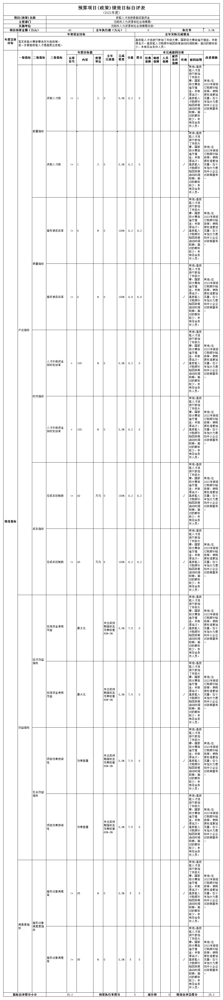 预算项目(政策)绩效目标自评表
(2021年度)
项目(政策)名称 技能人才选拔激励奖励资金
主管部门 沈阳市人力资源和社会保障局-
实施单位 沈阳市人力资源和社会保障局本级-
项目预算金额（万元） 40 全年执行数（万元） 0 执行率 0.0%
年度总体目标 年初设定目标 全年实际完成情况
落实技能大赛参赛选手补助政策。
进一步鼓励技能人才提高职业技能。
高技能人才选拔只参加了市级大赛，国家级大赛由省厅推送，未取得名次。高技能人才购房补贴因政策启动时间较晚，面对的群体较少，未有符合条件人员。
绩效指标
一级指标 二级指标 三级指标 年度目标值 全年完成值 完成程度 分值 得分 未完成原因分析 改进措施
运算符号 内容 度量单位 经费保障 制度保障 人员保障 硬件条件保障 其他 原因说明
产出指标 数量指标 资助人才数 >= 1 人 0 0.0% 6.2 0 √ 其他:高技能人才选拔只参加了市级大赛，国家级大赛由省厅推送，未取得名次。高技能人才购房补贴因政策启动时间较晚，面对的群体较少，未有符合条件人员。 其他:在2022年新修订购房补贴政策，使购房标准更加完善，在今年加大力度向中小企业对政策宣传。
资助人才数 >= 1 人 0 0.0% 6.2 0 √ 其他:高技能人才选拔只参加了市级大赛，国家级大赛由省厅推送，未取得名次。高技能人才购房补贴因政策启动时间较晚，面对的群体较少，未有符合条件人员。 其他:在2022年新修订购房补贴政策，使购房标准更加完善，在今年加大力度向中小企业对政策宣传。
质量指标 服务被投诉率 <= 0 % 0 100% 6.2 6.2 √ 其他:高技能人才选拔只参加了市级大赛，国家级大赛由省厅推送，未取得名次。高技能人才购房补贴因政策启动时间较晚，面对的群体较少，未有符合条件人员。 其他:在2022年新修订购房补贴政策，使购房标准更加完善，在今年加大力度向中小企业对政策宣传。
服务被投诉率 <= 0 % 0 100% 6.6 6.6 √ 其他:高技能人才选拔只参加了市级大赛，国家级大赛由省厅推送，未取得名次。高技能人才购房补贴因政策启动时间较晚，面对的群体较少，未有符合条件人员。 其他:在2022年新修订购房补贴政策，使购房标准更加完善，在今年加大力度向中小企业对政策宣传。
时效指标 人才补助资金按时发放率 = 100 % 0 0.0% 6.2 0 √ 其他:高技能人才选拔只参加了市级大赛，国家级大赛由省厅推送，未取得名次。高技能人才购房补贴因政策启动时间较晚，面对的群体较少，未有符合条件人员。 其他:在2022年新修订购房补贴政策，使购房标准更加完善，在今年加大力度向中小企业对政策宣传。
人才补助资金按时发放率 = 100 % 0 0.0% 6.2 0 √ 其他:高技能人才选拔只参加了市级大赛，国家级大赛由省厅推送，未取得名次。高技能人才购房补贴因政策启动时间较晚，面对的群体较少，未有符合条件人员。 其他:在2022年新修订购房补贴政策，使购房标准更加完善，在今年加大力度向中小企业对政策宣传。
成本指标 总成本控制数 <= 40 万元 0 100% 6.2 6.2 √ 其他:高技能人才选拔只参加了市级大赛，国家级大赛由省厅推送，未取得名次。高技能人才购房补贴因政策启动时间较晚，面对的群体较少，未有符合条件人员。 其他:在2022年新修订购房补贴政策，使购房标准更加完善，在今年加大力度向中小企业对政策宣传。
总成本控制数 <= 40 万元 0 100% 6.2 6.2 √ 其他:高技能人才选拔只参加了市级大赛，国家级大赛由省厅推送，未取得名次。高技能人才购房补贴因政策启动时间较晚，面对的群体较少，未有符合条件人员。 其他:在2022年新修订购房补贴政策，使购房标准更加完善，在今年加大力度向中小企业对政策宣传。
效益指标 经济效益指标 发挥资金使用效益 最大化 未达成预期指标且效果较差60%-0% 0.0% 7.5 0 √ 其他:高技能人才选拔只参加了市级大赛，国家级大赛由省厅推送，未取得名次。高技能人才购房补贴因政策启动时间较晚，面对的群体较少，未有符合条件人员。 其他:在2022年新修订购房补贴政策，使购房标准更加完善，在今年加大力度向中小企业对政策宣传。
发挥资金使用效益 最大化 未达成预期指标且效果较差60%-0% 0.0% 7.5 0 √ 其他:高技能人才选拔只参加了市级大赛，国家级大赛由省厅推送，未取得名次。高技能人才购房补贴因政策启动时间较晚，面对的群体较少，未有符合条件人员。 其他:在2022年新修订购房补贴政策，使购房标准更加完善，在今年加大力度向中小企业对政策宣传。
社会效益指标 项目效果持续性 效果显著 未达成预期指标且效果较差60%-0% 0.0% 7.5 0 √ 其他:高技能人才选拔只参加了市级大赛，国家级大赛由省厅推送，未取得名次。高技能人才购房补贴因政策启动时间较晚，面对的群体较少，未有符合条件人员。 其他:在2022年新修订购房补贴政策，使购房标准更加完善，在今年加大力度向中小企业对政策宣传。
项目效果持续性 效果显著 未达成预期指标且效果较差60%-0% 0.0% 7.5 0 √ 其他:高技能人才选拔只参加了市级大赛，国家级大赛由省厅推送，未取得名次。高技能人才购房补贴因政策启动时间较晚，面对的群体较少，未有符合条件人员。 其他:在2022年新修订购房补贴政策，使购房标准更加完善，在今年加大力度向中小企业对政策宣传。
满意度指标 服务对象满意度指标 服务对象满意率 >= 95 % 0 0.0% 5 0 √ 其他:高技能人才选拔只参加了市级大赛，国家级大赛由省厅推送，未取得名次。高技能人才购房补贴因政策启动时间较晚，面对的群体较少，未有符合条件人员。 其他:在2022年新修订购房补贴政策，使购房标准更加完善，在今年加大力度向中小企业对政策宣传。
服务对象满意率 >= 95 % 0 0.0% 5 0 √ 其他:高技能人才选拔只参加了市级大赛，国家级大赛由省厅推送，未取得名次。高技能人才购房补贴因政策启动时间较晚，面对的群体较少，未有符合条件人员。 其他:在2022年新修订购房补贴政策，使购房标准更加完善，在今年加大力度向中小企业对政策宣传。
指标自评得分小计 25.2 预算执行率得分 0 减分项 0 绩效自评总得分 25.2